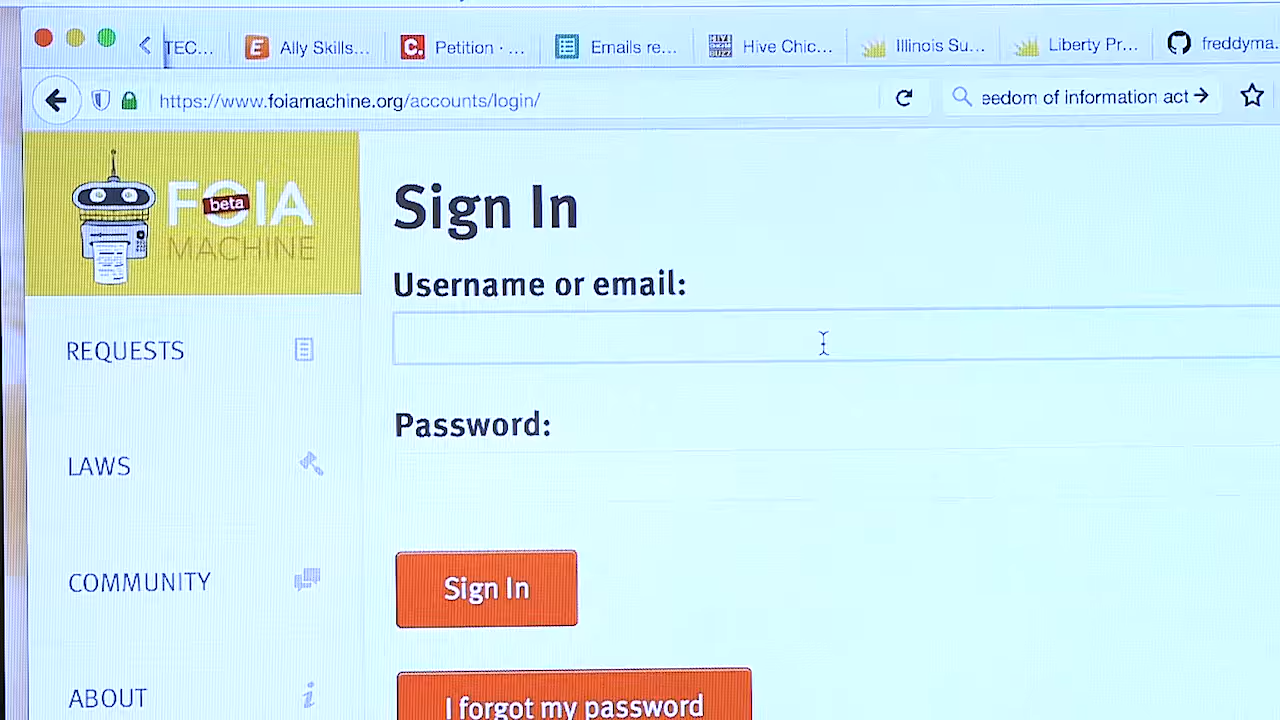 TEC...
Ally Skills...
Petition · ...
Emails re...
Hive Chic...
Illinois Su...
Liberty Pr...
freddyma.
https://www.foiamachine.org/accounts/login/
eedom of information act
FOIA
beta
MACHINE
Sign In
Username or email:
REQUESTS
Password:
LAWS
Sign In
COMMUNITY
ABOUT
I forgot my password